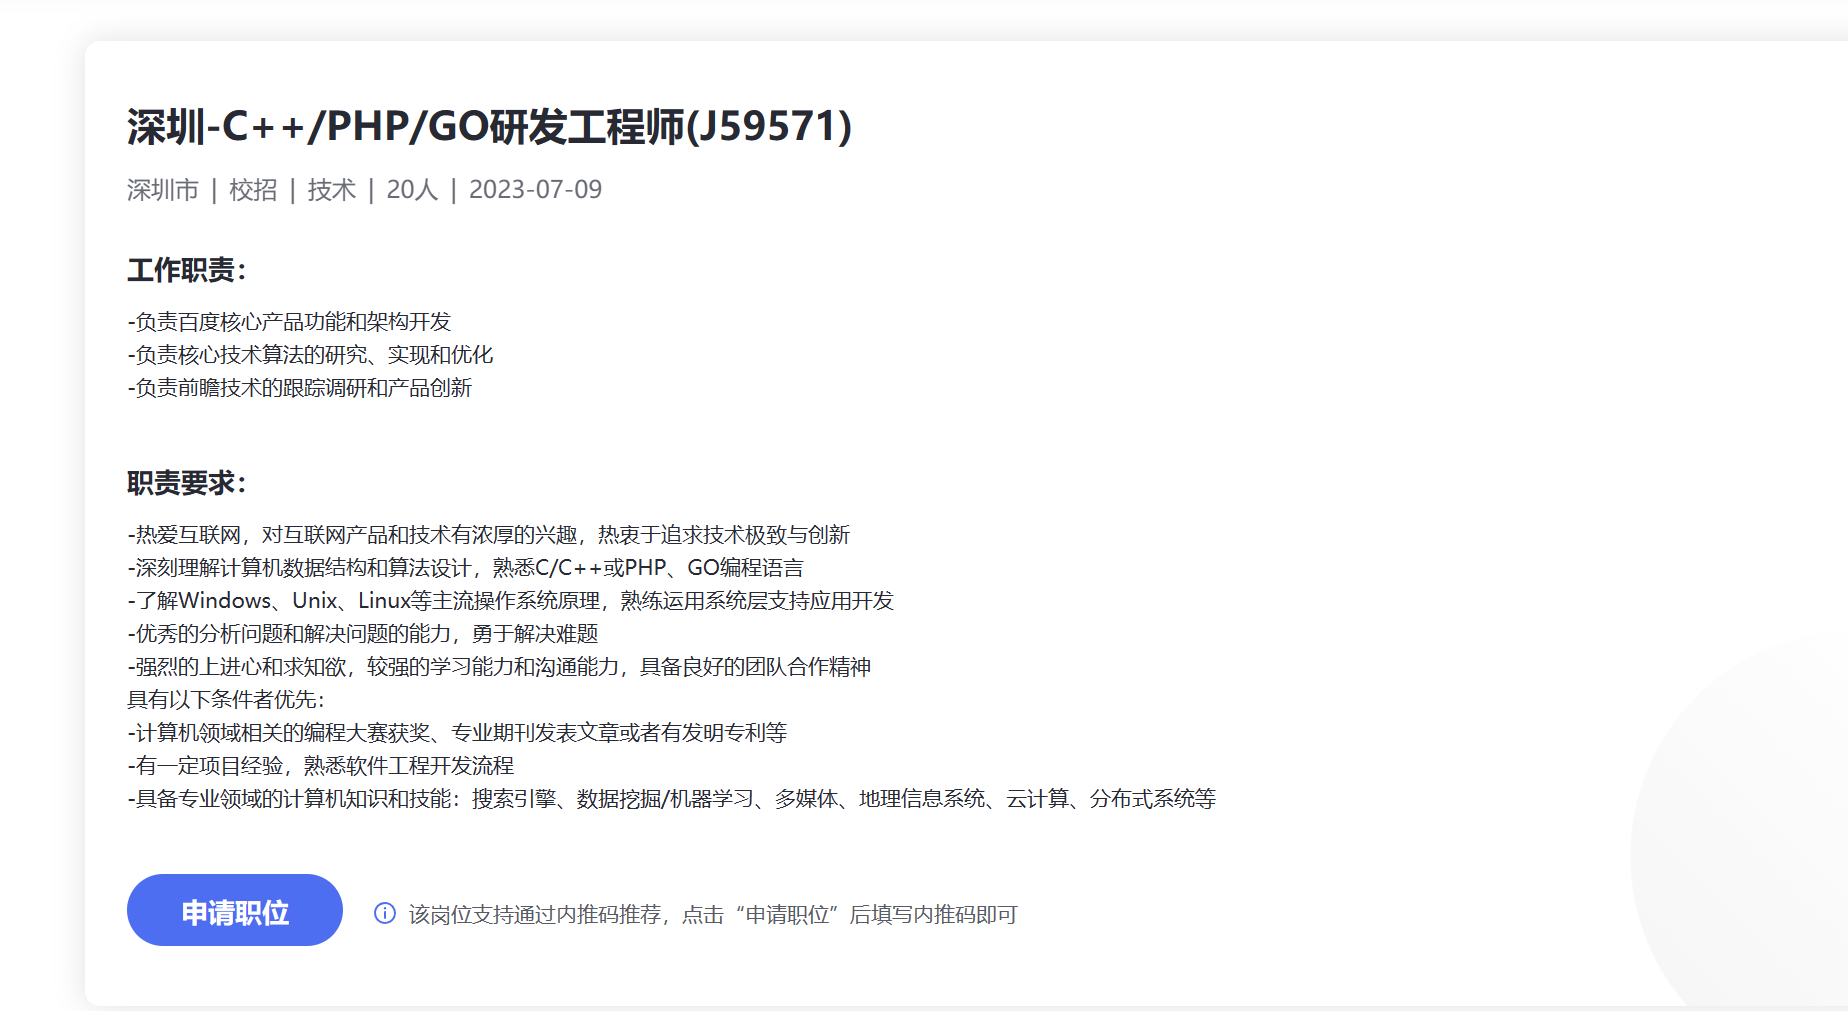 深圳-C++/PHP/GO研发工程师(J59571)
深圳市 | 校招 | 技术 | 20人 | 2023-07-09
工作职责：
-负责百度核心产品功能和架构开发
-负责核心技术算法的研究、实现和优化
-负责前瞻技术的跟踪调研和产品创新
职责要求：
-热爱互联网，对互联网产品和技术有浓厚的兴趣，热衷于追求技术极致与创新
-深刻理解计算机数据结构和算法设计，熟悉C/C++或PHP、GO编程语言
-了解Windows、Unix、Linux等主流操作系统原理，熟练运用系统层支持应用开发
-优秀的分析问题和解决问题的能力，勇于解决难题
-强烈的上进心和求知欲，较强的学习能力和沟通能力，具备良好的团队合作精神
具有以下条件者优先：
-计算机领域相关的编程大赛获奖、专业期刊发表文章或者有发明专利等
-有一定项目经验，熟悉软件工程开发流程
-具备专业领域的计算机知识和技能：搜索引擎、数据挖掘/机器学习、多媒体、地理信息系统、云计算、分布式系统等
申请职位
该岗位支持通过内推码推荐，点击“申请职位”后填写内推码即可